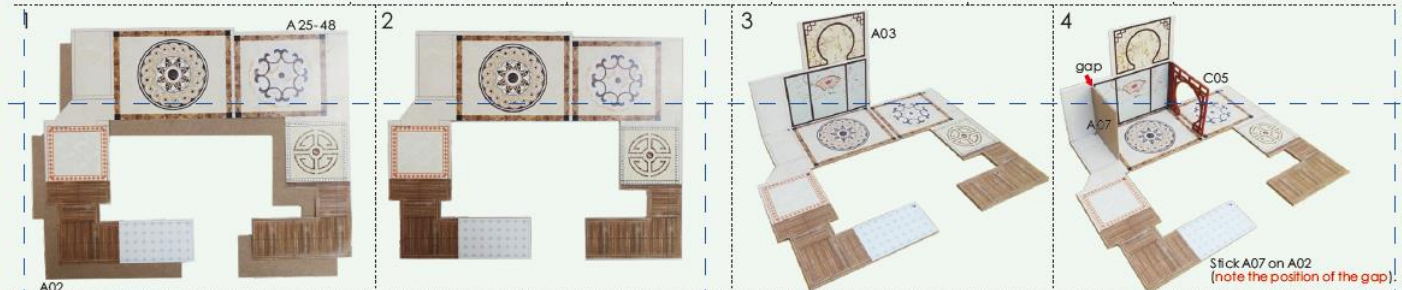 1
A 25-48
A02
2
3
A03
4
gap
C05
A07
Stick A07 on A02
(note the position of the gap).